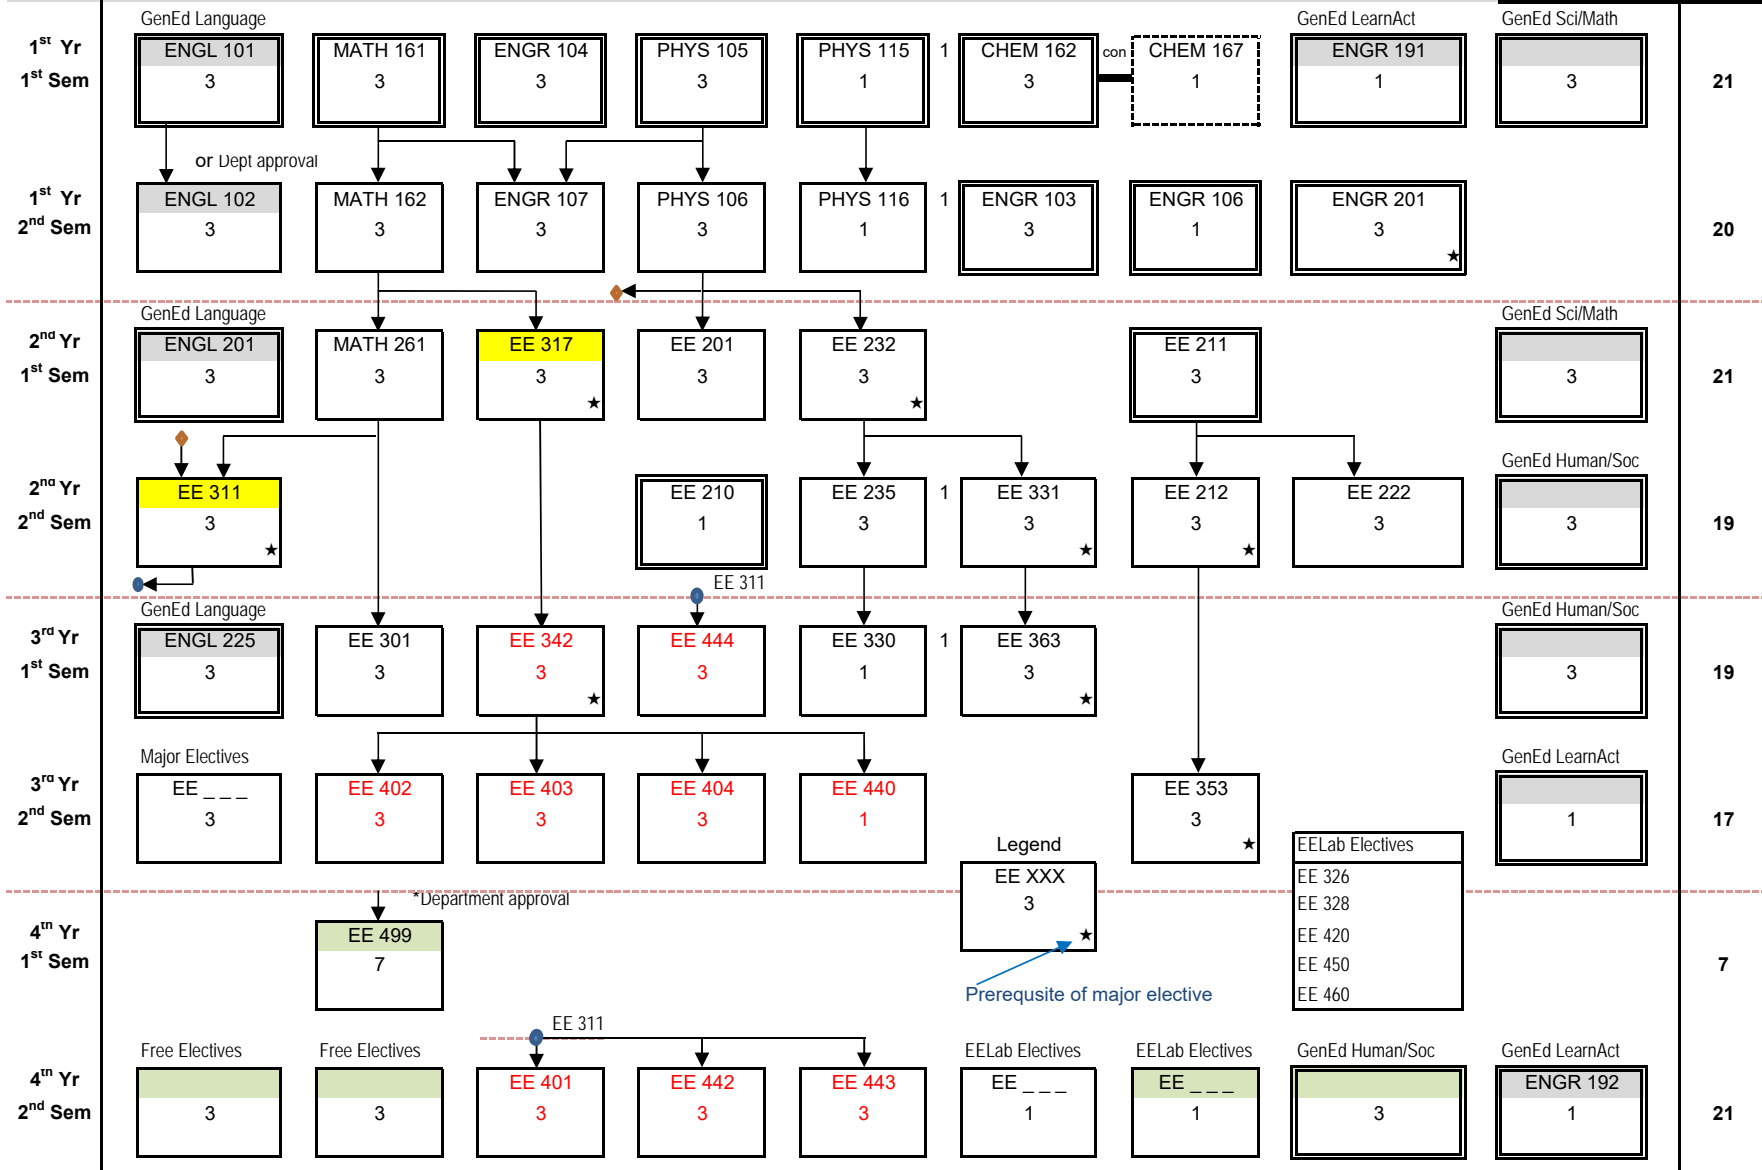 GenEd Language GenEd LearnAct GenEd Sci/Math
1st Yr ENGL 101 MATH 161 ENGR 104 PHYS 105 PHYS 115 1 CHEM 162 con CHEM 167 ENGR 191
1st Sem 3 3 3 3 1 3 1 1 3 21
or Dept approval
1st Yr ENGL 102 MATH 162 ENGR 107 PHYS 106 PHYS 116 1 ENGR 103 ENGR 106 ENGR 201
2nd Sem 3 3 3 3 1 3 1 3 20
★
GenEd Language GenEd Sci/Math
2nd Yr ENGL 201 MATH 261 EE 317 EE 201 EE 232 EE 211
1st Sem 3 3 3 3 3 3 3 21
★ ★
GenEd Human/Soc
2nd Yr EE 311 EE 210 EE 235 1 EE 331 EE 212 EE 222
2nd Sem 3 1 3 3 3 3 3 19
★ ★ ★
EE 311
GenEd Language GenEd Human/Soc
3rd Yr ENGL 225 EE 301 EE 342 EE 444 EE 330 1 EE 363
1st Sem 3 3 3 3 1 3 3 19
★ ★
Major Electives GenEd LearnAct
3rd Yr EE _ _ _ EE 402 EE 403 EE 404 EE 440 EE 353
2nd Sem 3 3 3 3 1 3 1 17
★
Legend
EE XXX
3
★
Prerequsite of major elective
EELab Electives
EE 326
EE 328
EE 420
EE 450
EE 460
*Department approval
4th Yr EE 499
1st Sem 7 7
EE 311
Free Electives Free Electives EELab Electives EELab Electives GenEd Human/Soc GenEd LearnAct
4th Yr EE 401 EE 442 EE 443 EE _ _ _ EE _ _ _ ENGR 192
2nd Sem 3 3 3 3 3 1 1 3 1 21